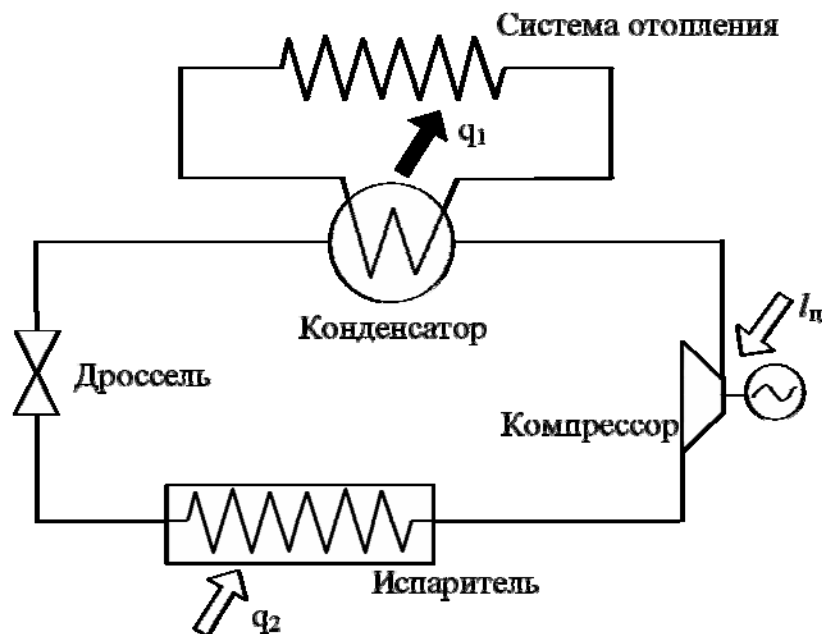 Система отопления
q₁
Конденсатор
lц
Дроссель
Компрессор
Испаритель
q₂